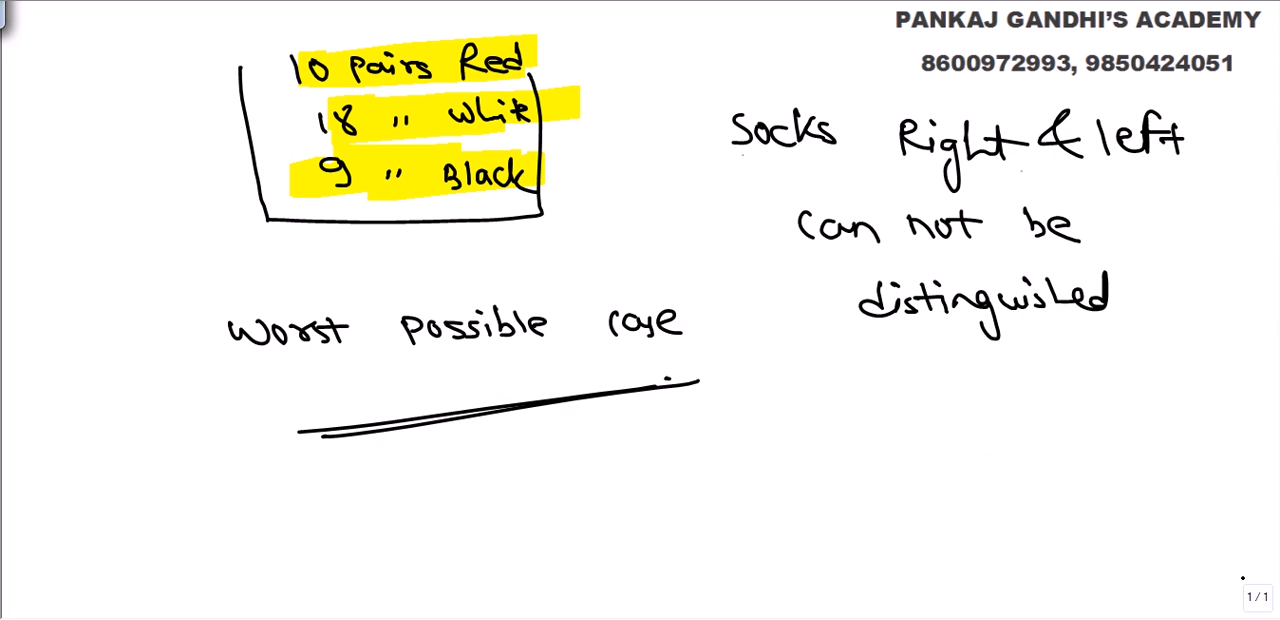 PANKAJ GANDHI'S ACADEMY
8600972993, 9850424051
10 pairs Red
18 " white
9 " Black
Socks Right & left
can not be
distinguished
worst possible case
1 / 1